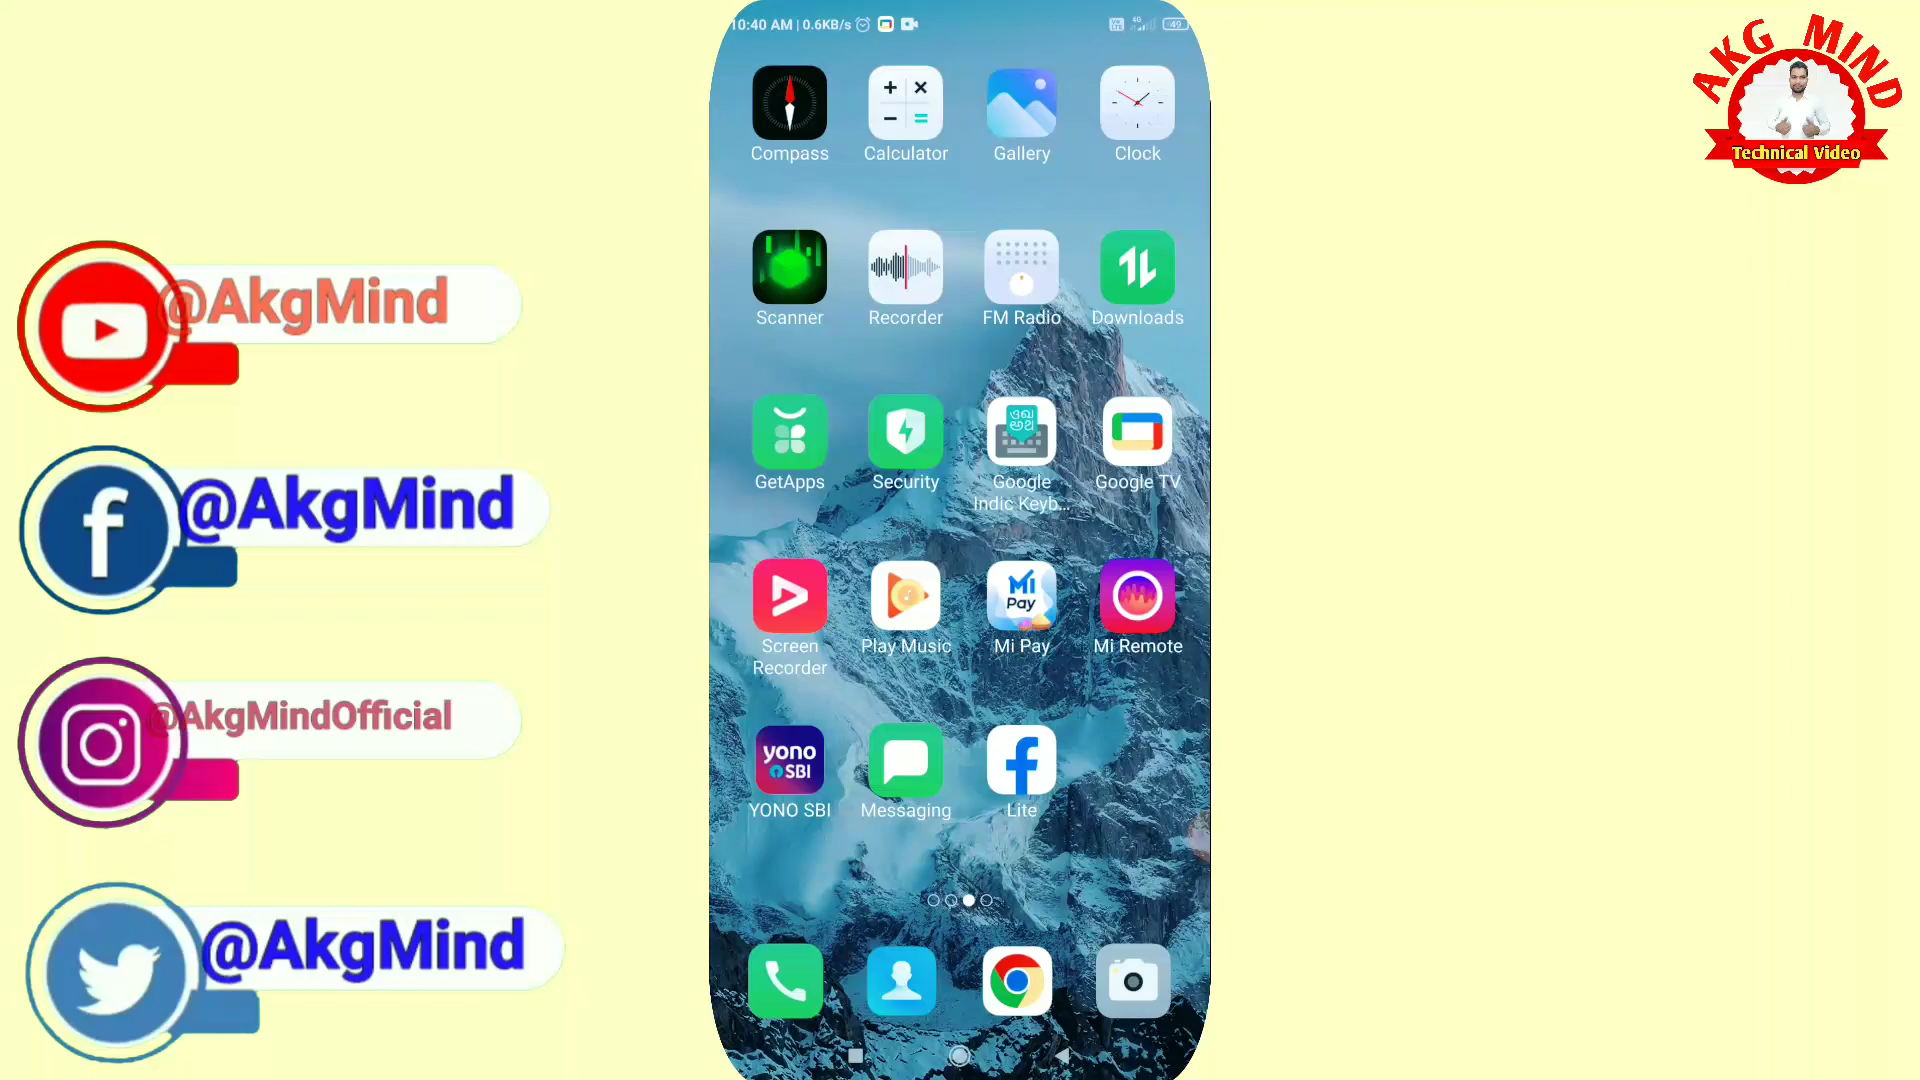 10:40 AM | 0.6KB/s
4G
49
AKG MIND
Technical Video
Compass
Calculator
Gallery
Clock
@AkgMind
Scanner
Recorder
FM Radio
Downloads
@AkgMind
GetApps
Security
Google
Indic Keyb...
Google TV
Mi
Pay
Screen
Recorder
Play Music
Mi Pay
Mi Remote
@AkgMindOfficial
yono
SBI
YONO SBI
Messaging
Lite
@AkgMind